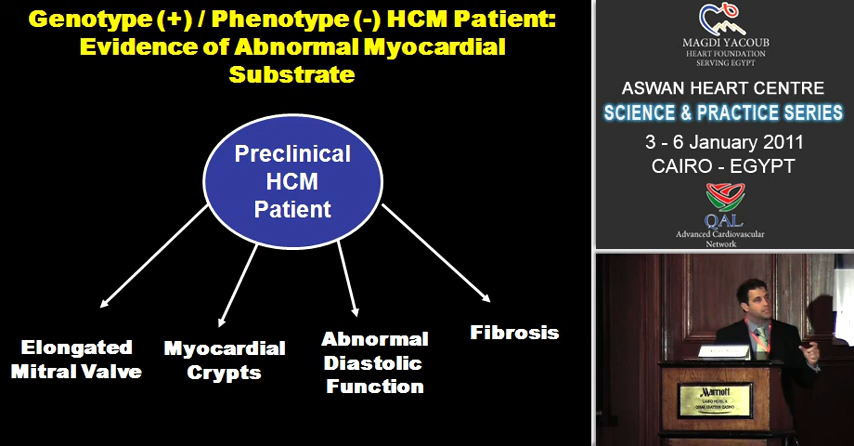 Genotype (+) / Phenotype (-) HCM Patient:
Evidence of Abnormal Myocardial
Substrate
Preclinical
HCM
Patient
Elongated
Mitral Valve
Myocardial
Crypts
Abnormal
Diastolic
Function
Fibrosis
MAGDI YACOUB
HEART FOUNDATION
SERVING EGYPT
ASWAN HEART CENTRE
SCIENCE & PRACTICE SERIES
3 - 6 January 2011
CAIRO - EGYPT
QAL
Advanced Cardiovascular
Network
Marriott